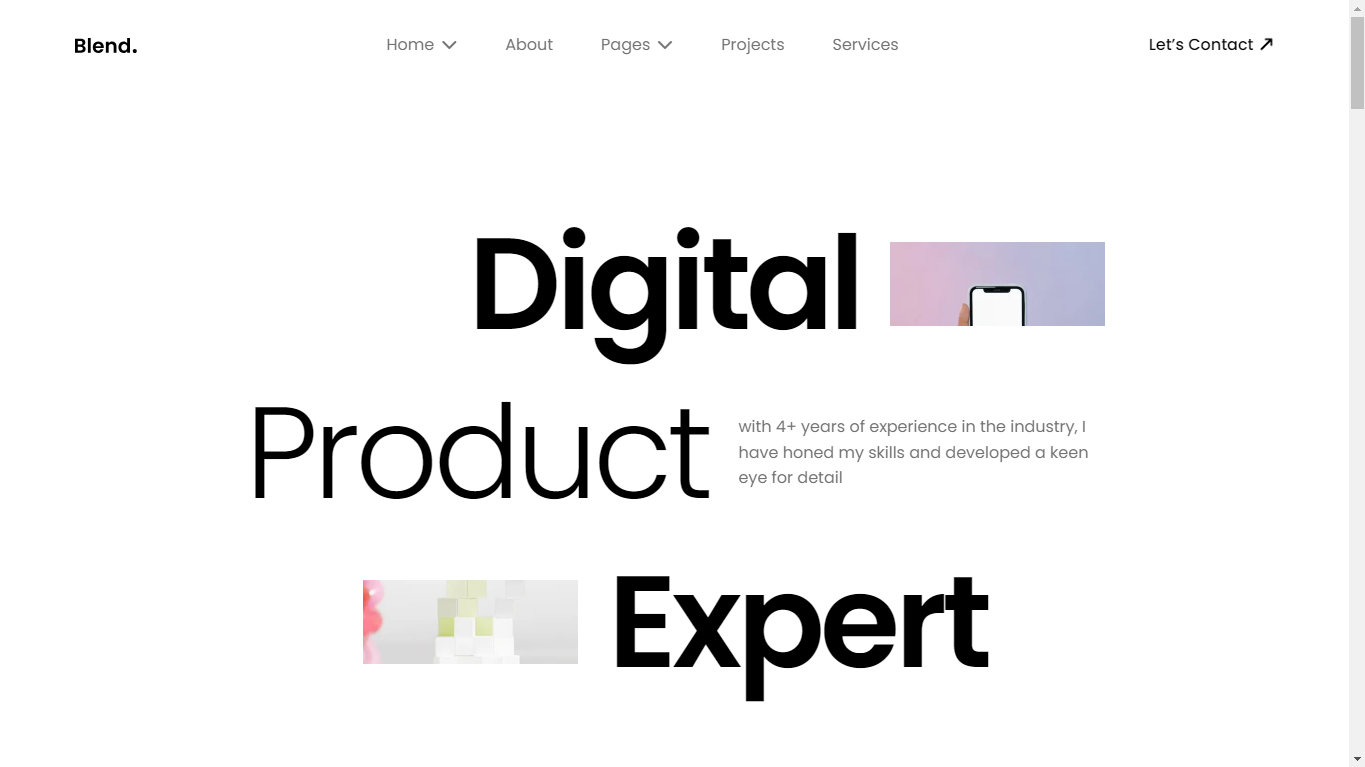 Blend.
Home
About
Pages
Projects
Services
Let’s Contact
Digital
Product
with 4+ years of experience in the industry, I
have honed my skills and developed a keen
eye for detail
Expert